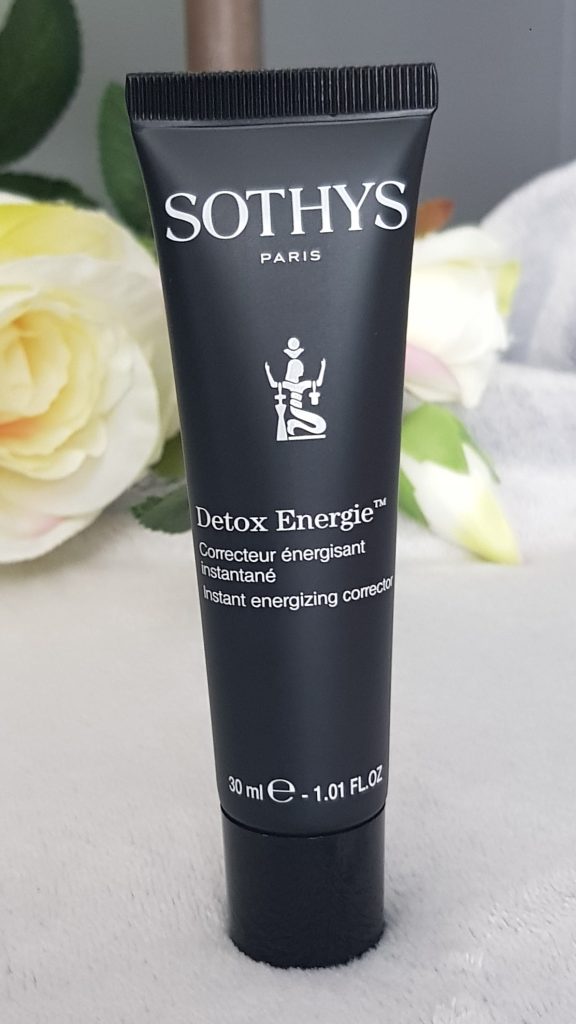 SOTHYS
PARIS
Detox Energie™
Correcteur énergisant
instantané
Instant energizing corrector
30 ml ℮ - 1.01 FL.OZ